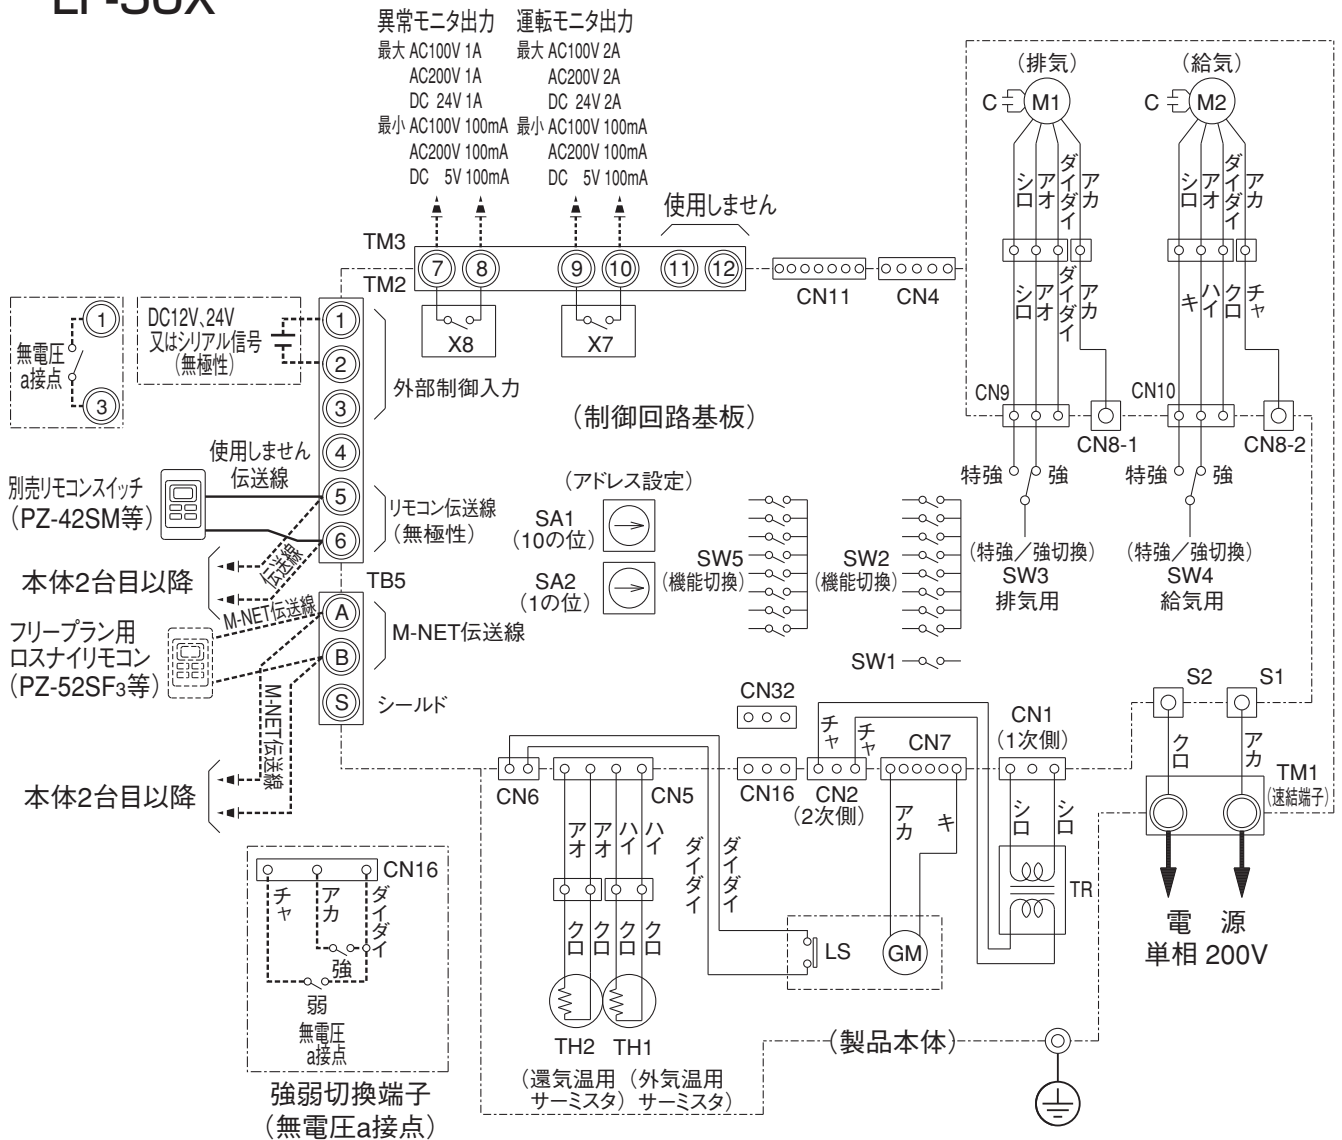 異常モニタ出力
最大 AC100V 1A
AC200V 1A
DC 24V 1A
最小 AC100V 100mA
AC200V 100mA
DC 5V 100mA
運転モニタ出力
最大 AC100V 2A
AC200V 2A
DC 24V 2A
最小 AC100V 100mA
AC200V 100mA
DC 5V 100mA
使用しません
TM3
⑦ ⑧ ⑨ ⑩ ⑪ ⑫
TM2
X8
X7
CN11
CN4
(排気)
C M1
シロ
アオ
ダイダイ
アカ
シロ
アオ
ダイダイ
アカ
CN9
CN8-1
特強
強
(特強/強切換)
SW3
排気用
(給気)
C M2
シロ
アオ
ダイダイ
アカ
キ
ハイ
クロ
チャ
CN10
CN8-2
特強
強
(特強/強切換)
SW4
給気用
①
無電圧
a接点
③
DC12V、24V
又はシリアル信号
(無極性)
①
②
③
④
⑤
⑥
外部制御入力
使用しません
伝送線
リモコン伝送線
(無極性)
別売リモコンスイッチ
(PZ-42SM等)
伝送線
本体2台目以降
TB5
M-NET伝送線
フリープラン用
ロスナイリモコン
(PZ-52SF3等)
A
B
S
M-NET伝送線
シールド
M-NET伝送線
本体2台目以降
(制御回路基板)
(アドレス設定)
SA1
(10の位)
SA2
(1の位)
SW5
(機能切換)
SW2
(機能切換)
SW1
S2
S1
クロ
アカ
TM1
(速結端子)
電 源
単相 200V
CN32
CN6
CN5
CN16
CN2
(2次側)
チャ
チャ
CN7
CN1
(1次側)
アオ
アオ
ハイ
ハイ
クロ
クロ
クロ
クロ
ダイダイ
ダイダイ
アカ
キ
シロ
シロ
TR
LS
GM
TH2
TH1
(還気温用
サーミスタ)
(外気温用
サーミスタ)
(製品本体)
CN16
チャ
アカ
ダイダイ
強
弱
無電圧
a接点
強弱切換端子
(無電圧a接点)